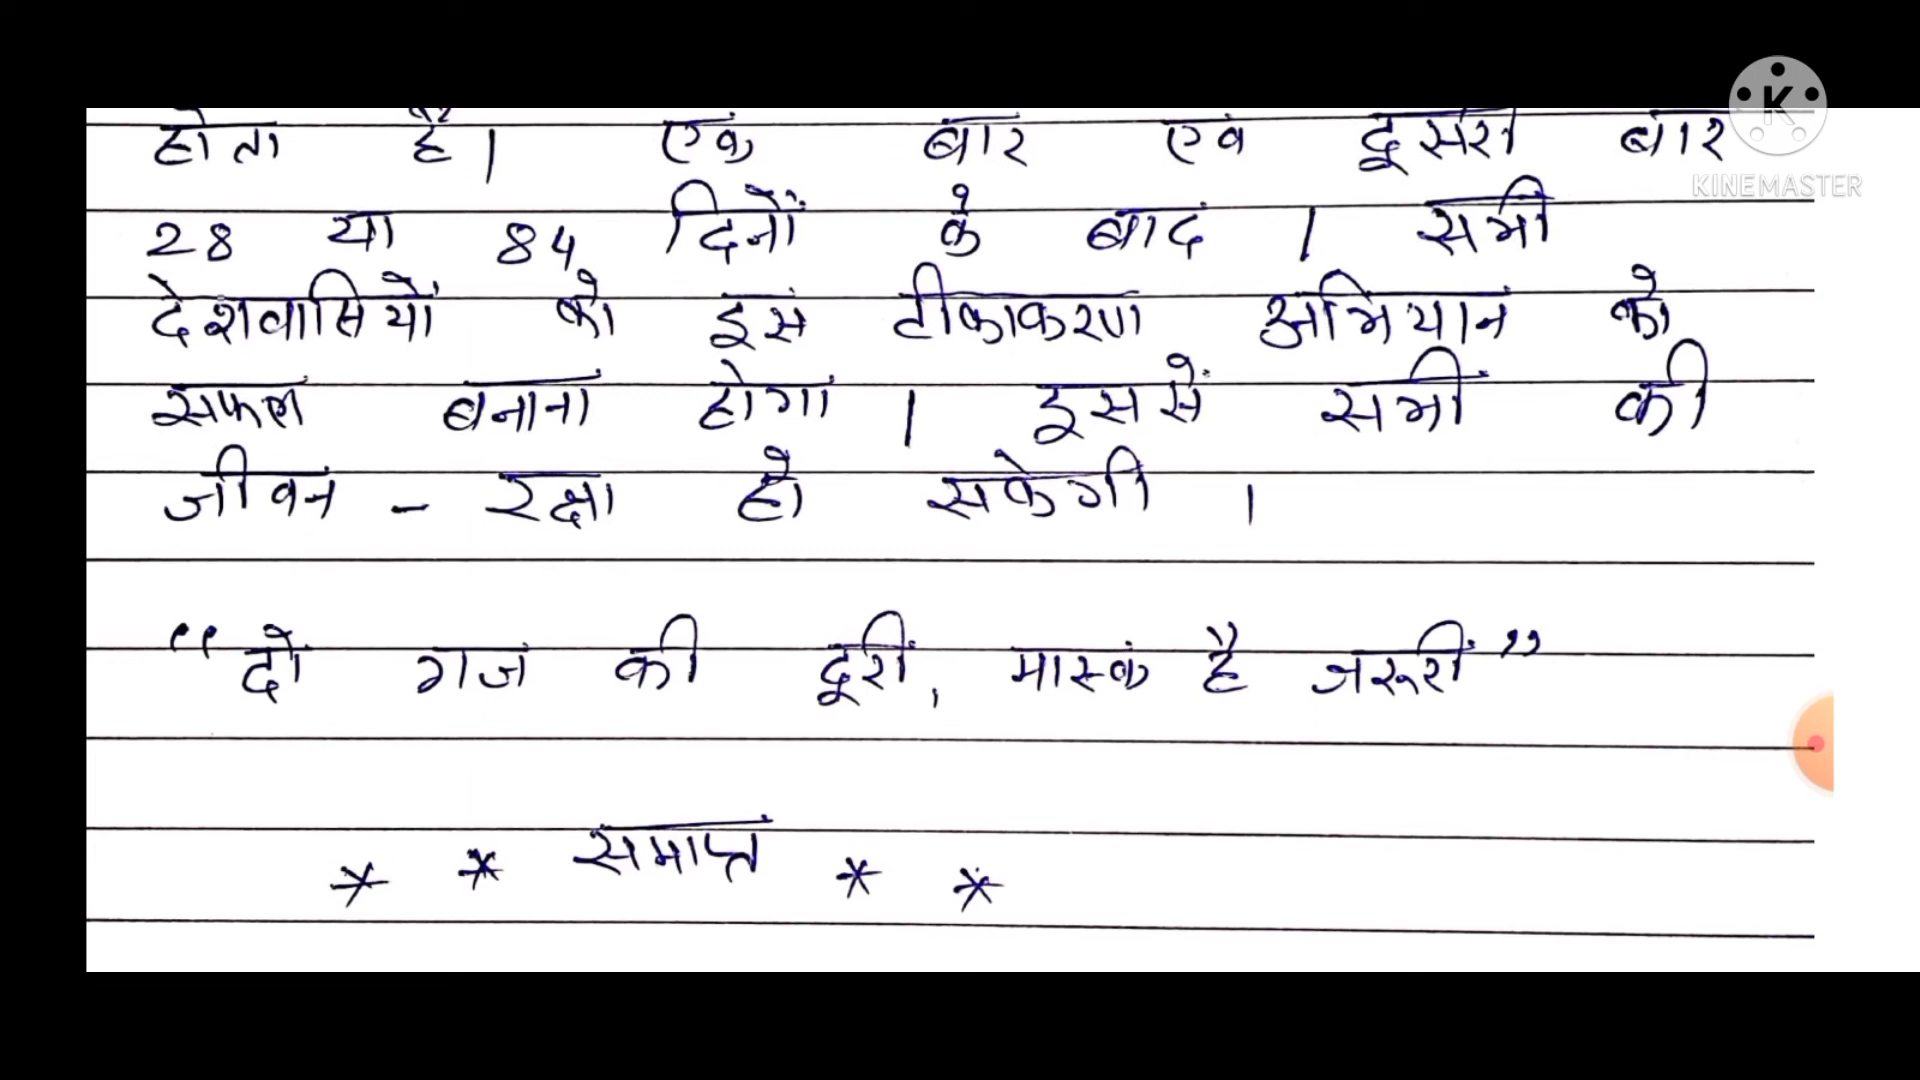 होता है। एक बार एवं दूसरी बार
KINEMASTER
28 या 84 दिनों के बाद । सभी
देशवासियों को इस टीकाकरण अभियान को
सफल बनाना होगा । इससे सभी की
जीवन - रक्षा हो सकेगी ।
“दो गज की दूरी, मास्क है जरूरी”
* * समाप्त * *